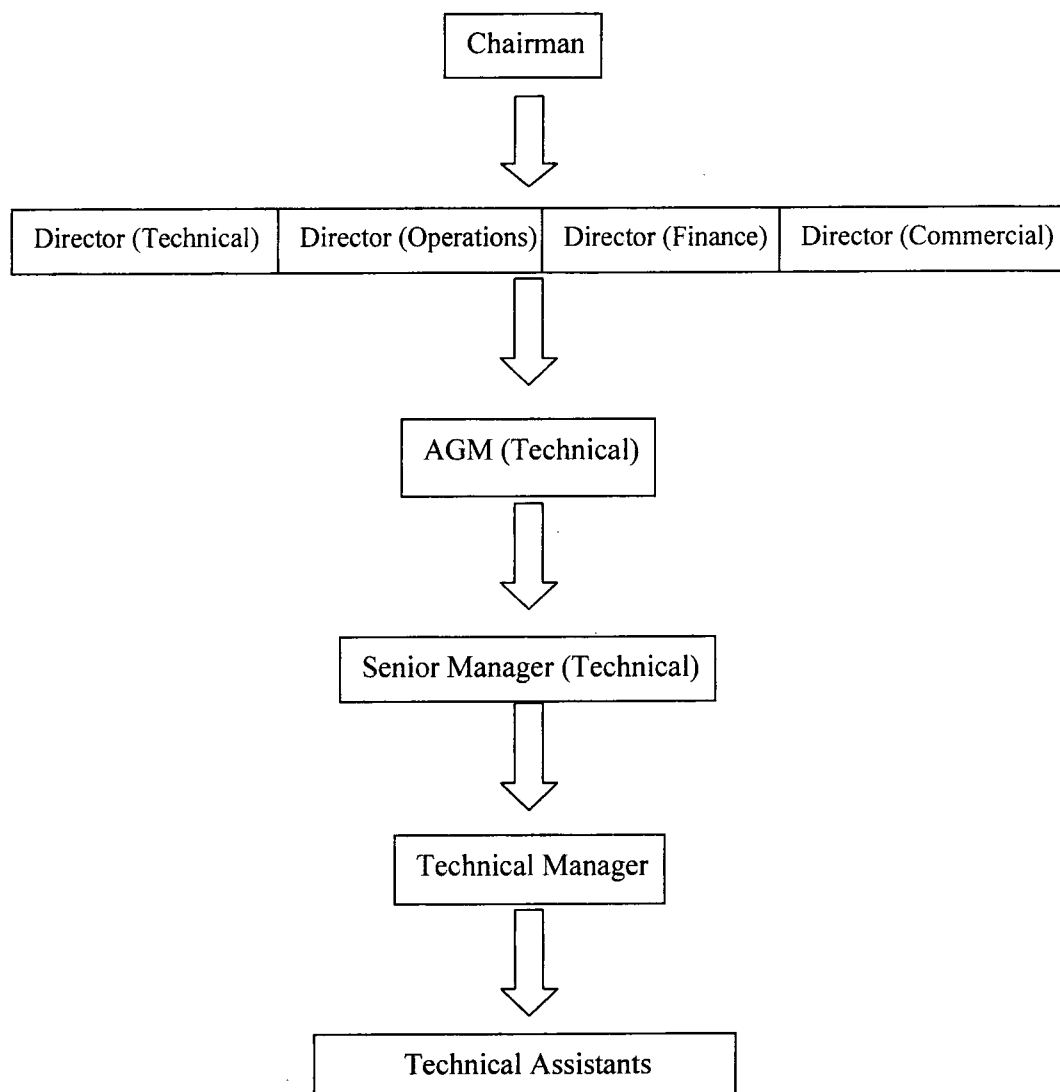 Chairman
Director (Technical) Director (Operations) Director (Finance) Director (Commercial)
AGM (Technical)
Senior Manager (Technical)
Technical Manager
Technical Assistants